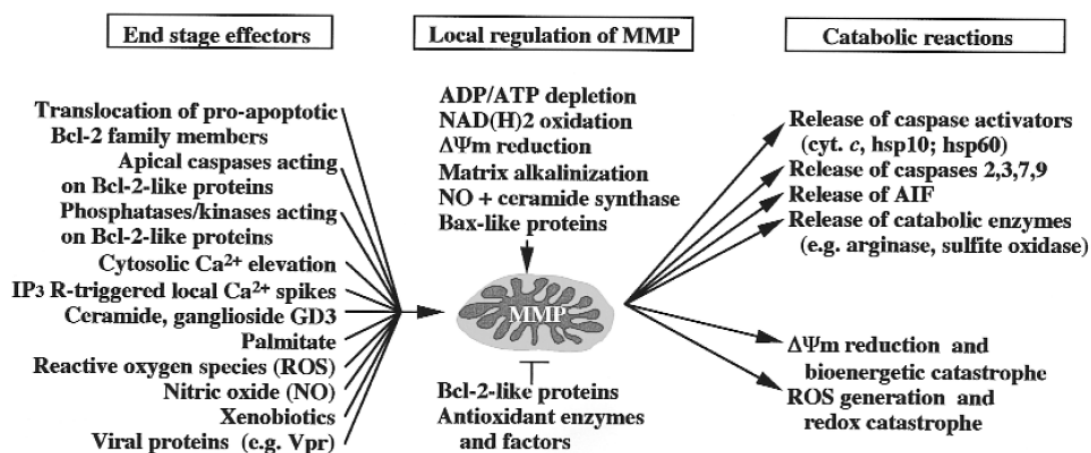 End stage effectors
Translocation of pro-apoptotic
Bcl-2 family members
Apical caspases acting
on Bcl-2-like proteins
Phosphatases/kinases acting
on Bcl-2-like proteins
Cytosolic Ca²⁺ elevation
IP₃ R-triggered local Ca²⁺ spikes
Ceramide, ganglioside GD3
Palmitate
Reactive oxygen species (ROS)
Nitric oxide (NO)
Xenobiotics
Viral proteins (e.g. Vpr)
Local regulation of MMP
ADP/ATP depletion
NAD(H)2 oxidation
ΔΨm reduction
Matrix alkalinization
NO + ceramide synthase
Bax-like proteins
MMP
Bcl-2-like proteins
Antioxidant enzymes
and factors
Catabolic reactions
Release of caspase activators
(cyt. c, hsp10; hsp60)
Release of caspases 2,3,7,9
Release of AIF
Release of catabolic enzymes
(e.g. arginase, sulfite oxidase)
ΔΨm reduction and
bioenergetic catastrophe
ROS generation and
redox catastrophe